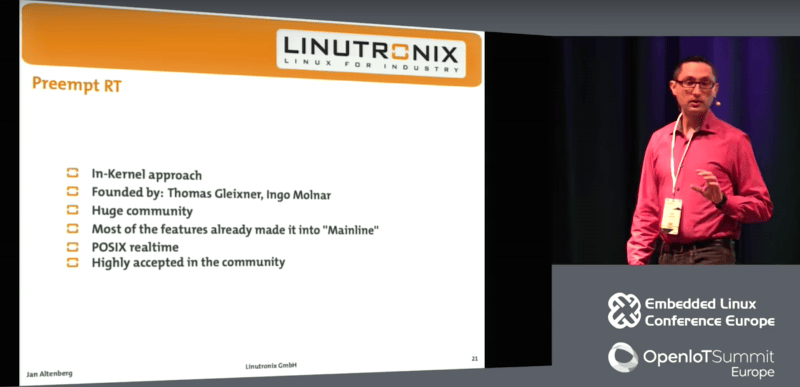 LINUTRONIX
LINUX FOR INDUSTRY
Preempt RT
In-Kernel approach
Founded by: Thomas Gleixner, Ingo Molnar
Huge community
Most of the features already made it into "Mainline"
POSIX realtime
Highly accepted in the community
Jan Altenberg
Linutronix GmbH
21
Embedded Linux
Conference Europe
OpenIoTSummit
Europe